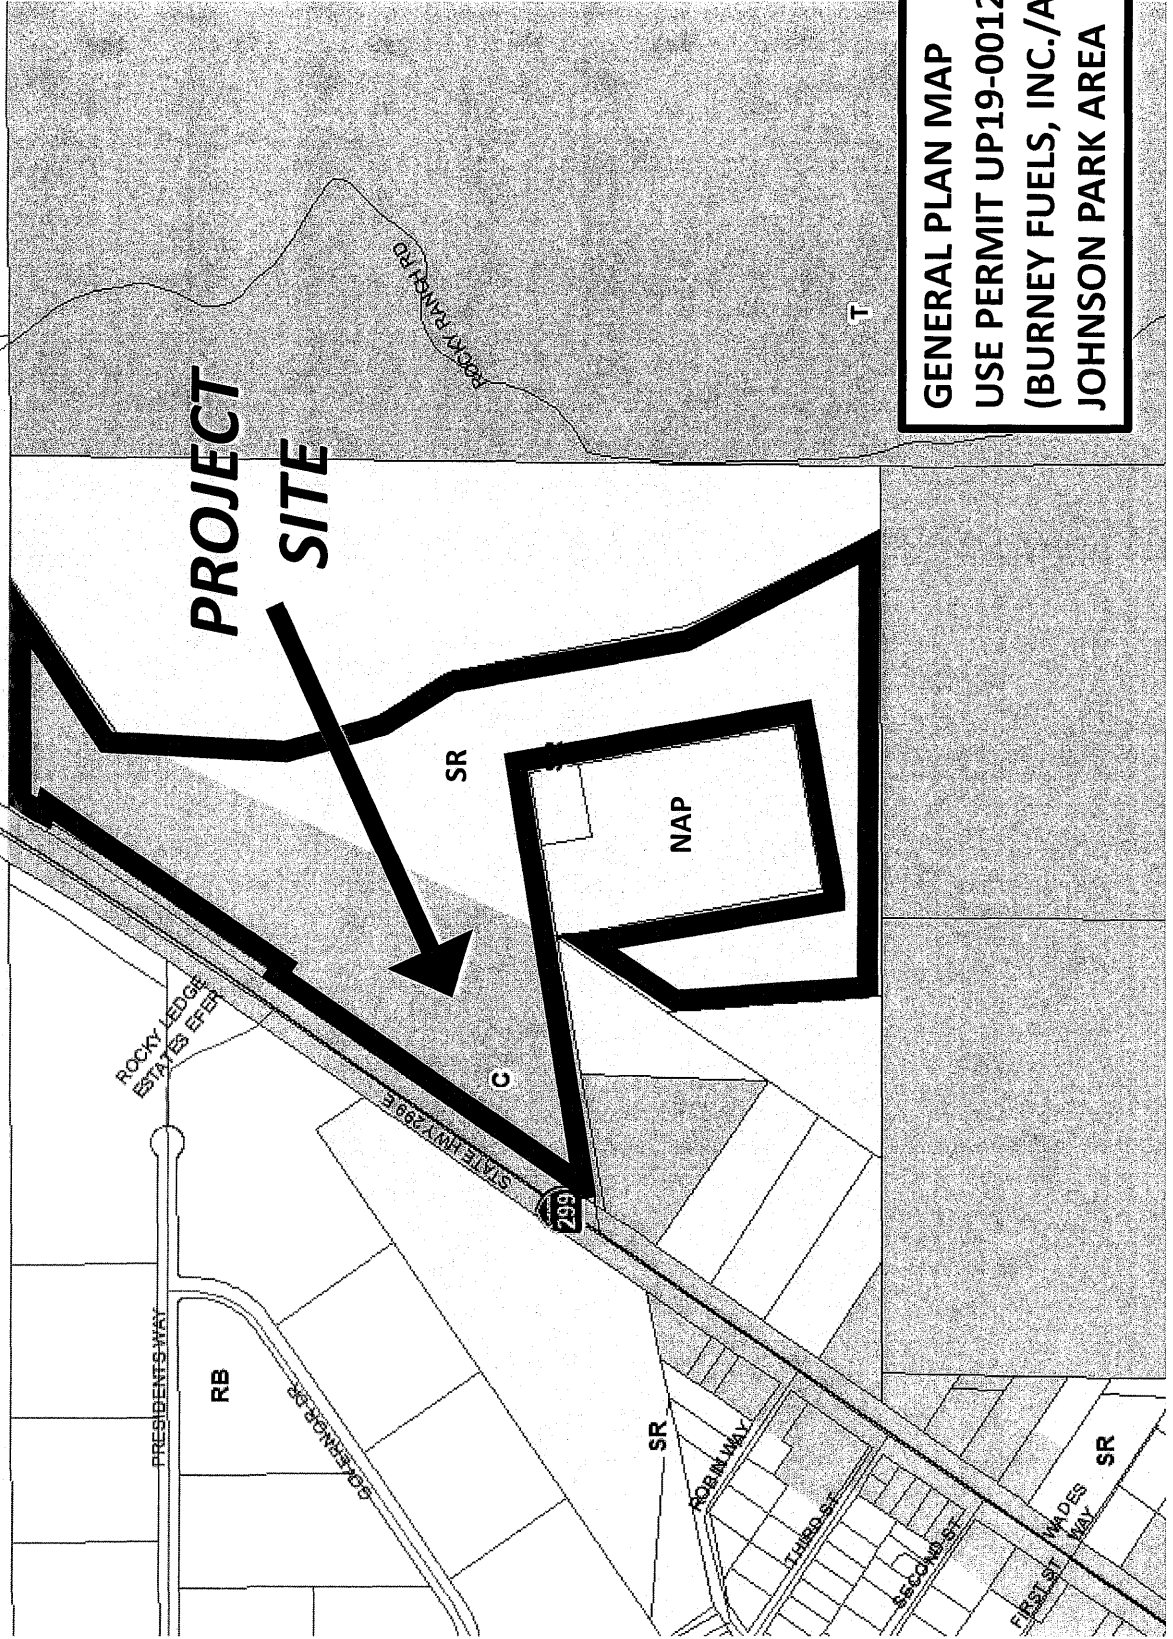 GENERAL PLAN MAP
USE PERMIT UP19-0012
(BURNEY FUELS, INC./A
JOHNSON PARK AREA
PROJECT
SITE
ROCKY RANCH RD
T
SR
NAP
C
STATE HWY 299 E
299
ROCKY LEDGE
ESTATES EFER
PRESIDENTS WAY
RB
GOVERNOR DR
SR
ROBIN WAY
THIRD ST
SECOND ST
FIRST ST
WADES
WAY
SR